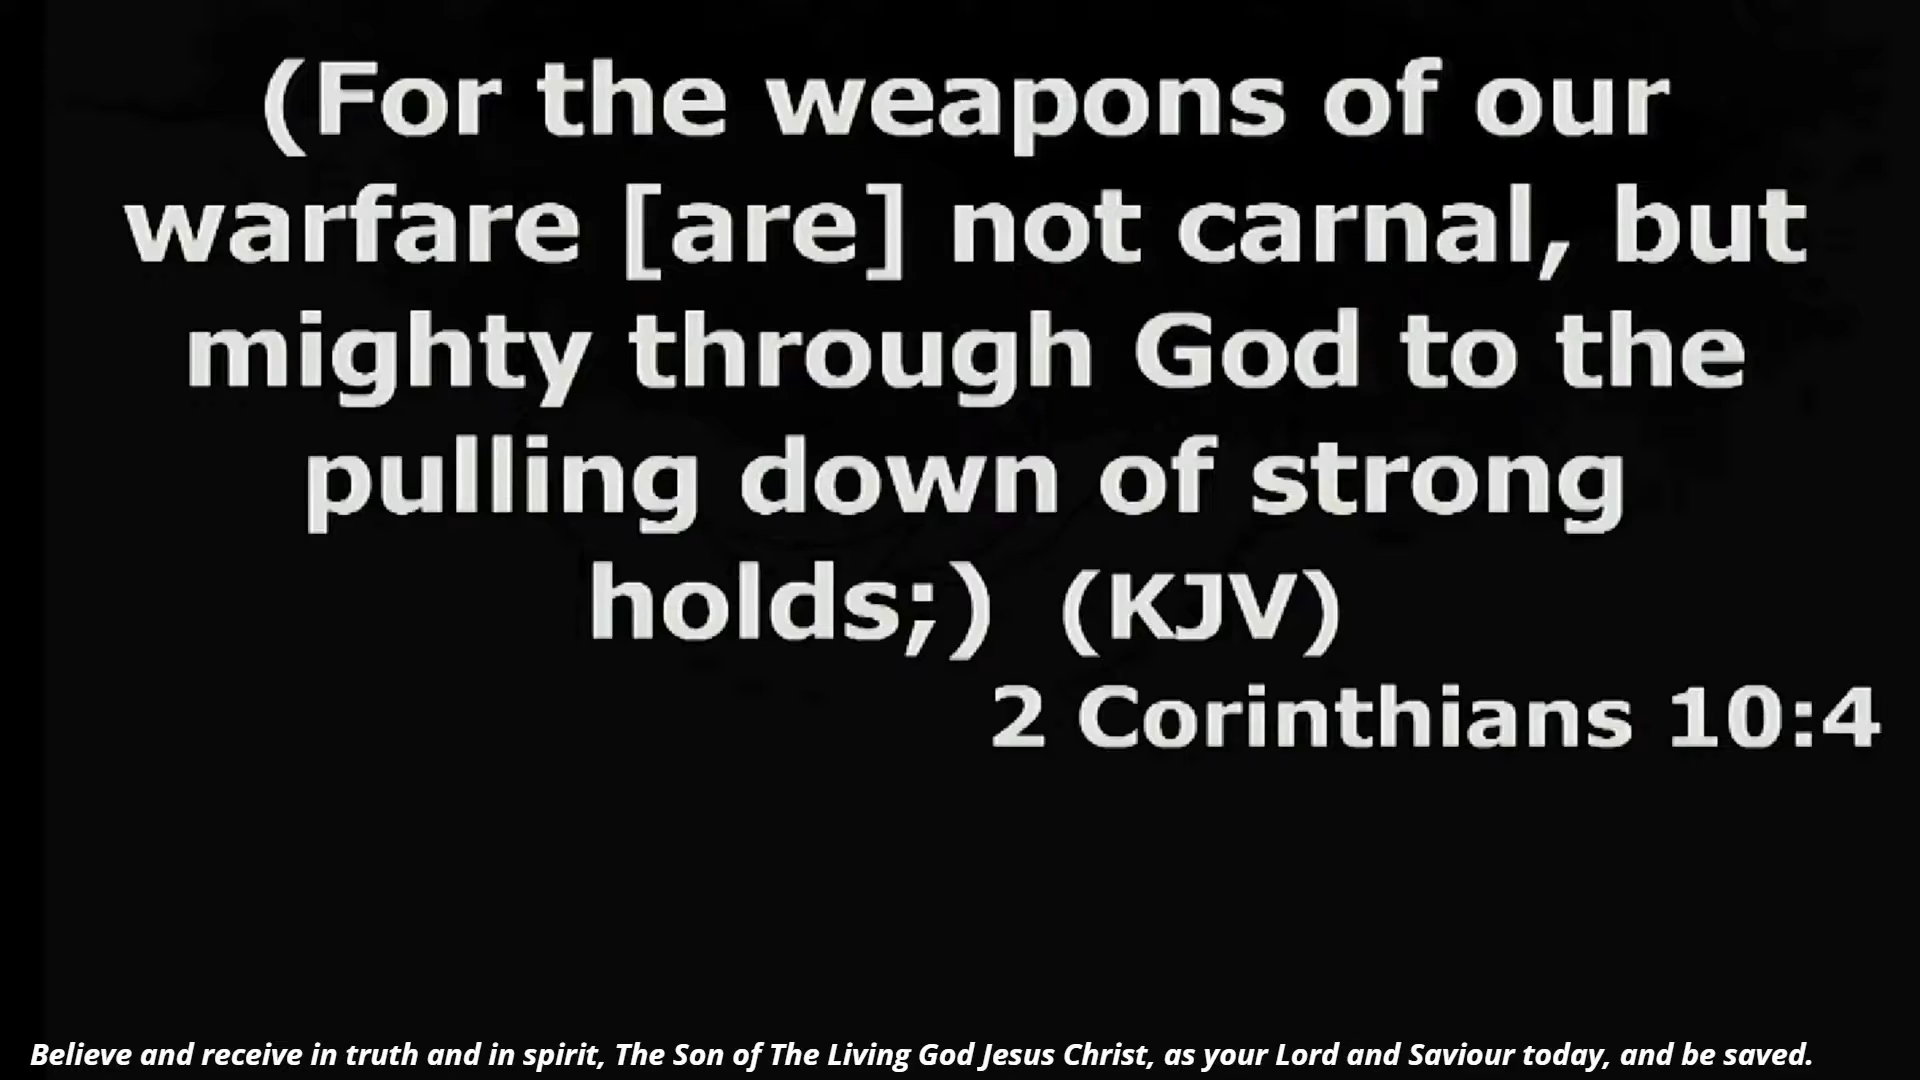 (For the weapons of our
warfare [are] not carnal, but
mighty through God to the
pulling down of strong
holds;) (KJV)
2 Corinthians 10:4
Believe and receive in truth and in spirit, The Son of The Living God Jesus Christ, as your Lord and Saviour today, and be saved.